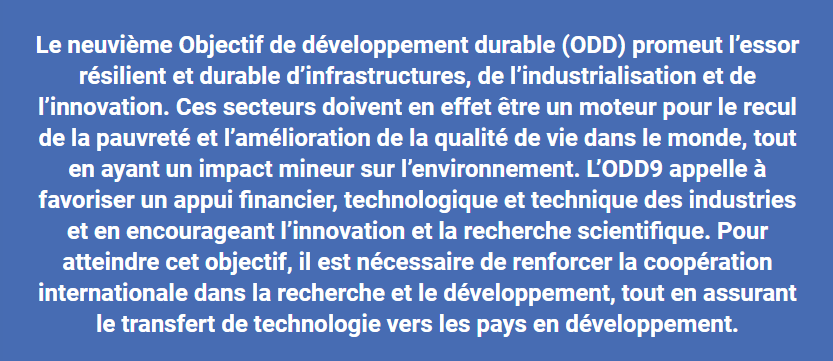 Le neuvième Objectif de développement durable (ODD) promeut l’essor
résilient et durable d’infrastructures, de l’industrialisation et de
l’innovation. Ces secteurs doivent en effet être un moteur pour le recul
de la pauvreté et l’amélioration de la qualité de vie dans le monde, tout
en ayant un impact mineur sur l’environnement. L’ODD9 appelle à
favoriser un appui financier, technologique et technique des industries
et en encourageant l’innovation et la recherche scientifique. Pour
atteindre cet objectif, il est nécessaire de renforcer la coopération
internationale dans la recherche et le développement, tout en assurant
le transfert de technologie vers les pays en développement.